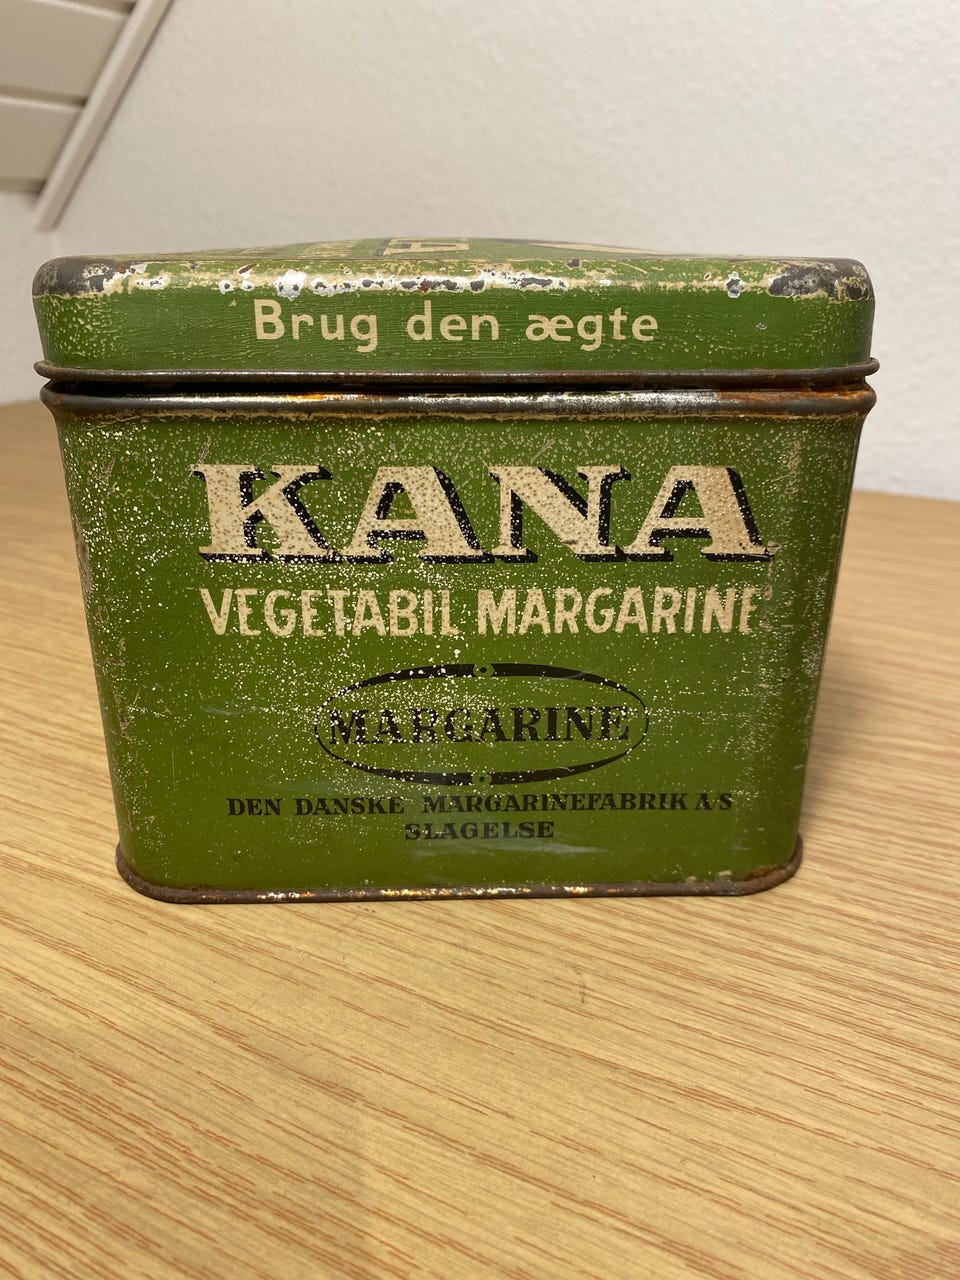 Brug den ægte
KANA
VEGETABIL MARGARINE
MARGARINE
DEN DANSKE MARGARINEFABRIK A·S
SLAGELSE